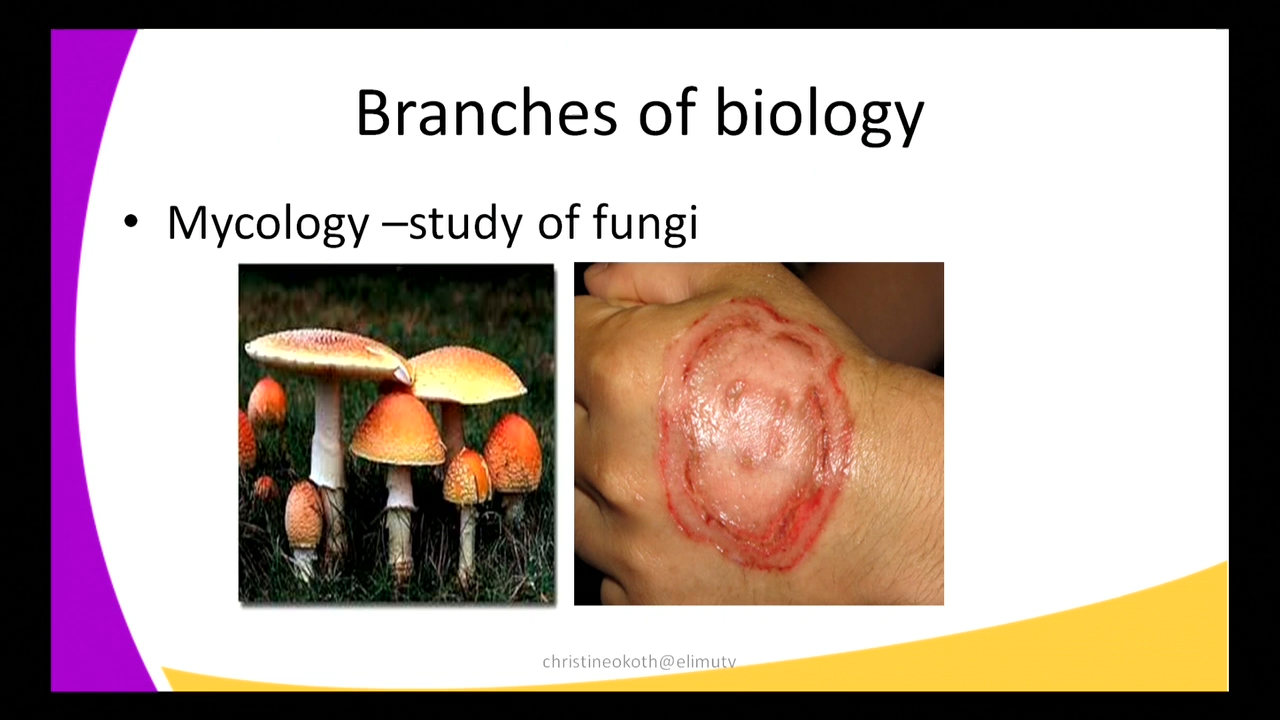 Branches of biology
• Mycology –study of fungi
christineokoth@elimutv